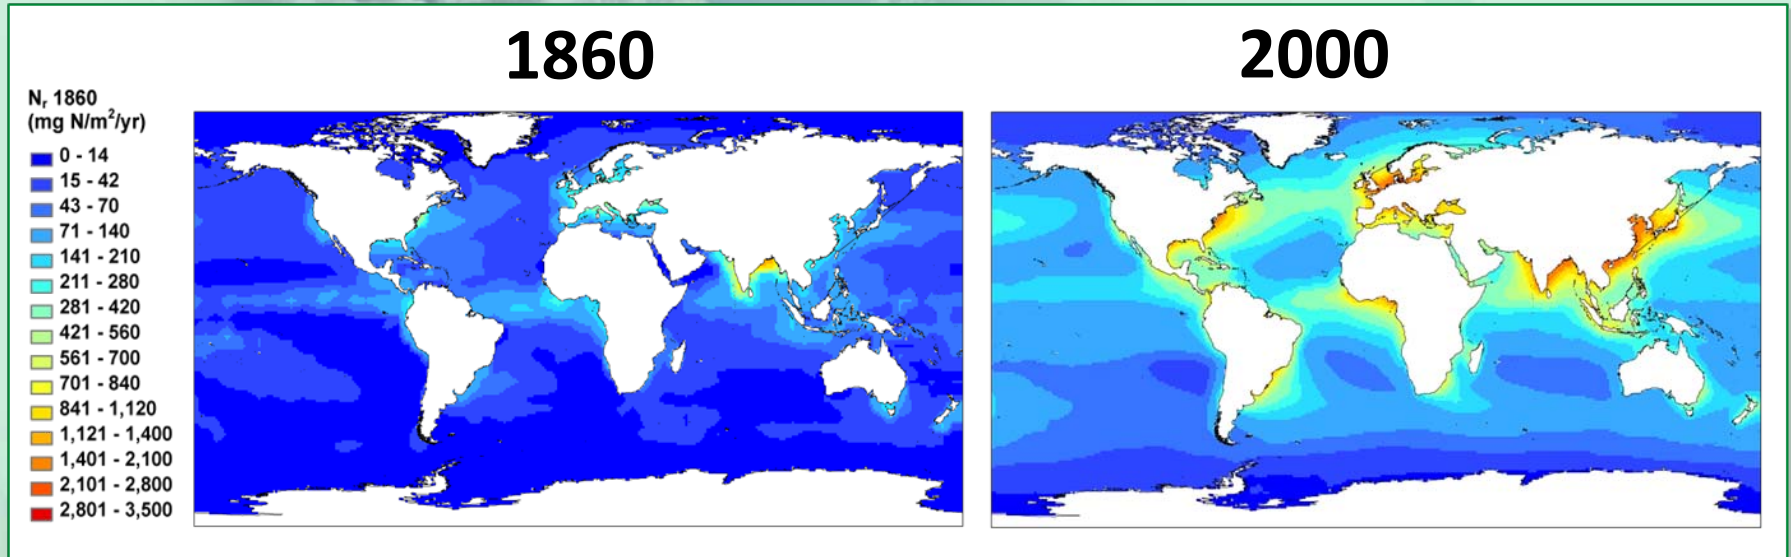 1860
2000
Nr 1860
(mg N/m2/yr)
0 - 14
15 - 42
43 - 70
71 - 140
141 - 210
211 - 280
281 - 420
421 - 560
561 - 700
701 - 840
841 - 1,120
1,121 - 1,400
1,401 - 2,100
2,101 - 2,800
2,801 - 3,500